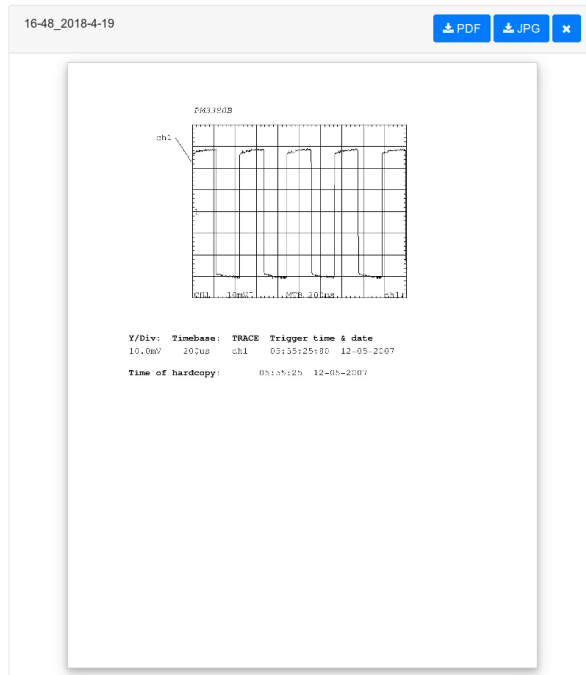 16-48_2018-4-19
PDF
JPG
PM3380B
ch1
1
CH1 10mV~ MTB 200us ch1
Y/Div: Timebase: TRACE Trigger time & date
10.0mV 200us ch1 05:55:25:80 12-05-2007
Time of hardcopy: 05:55:25 12-05-2007